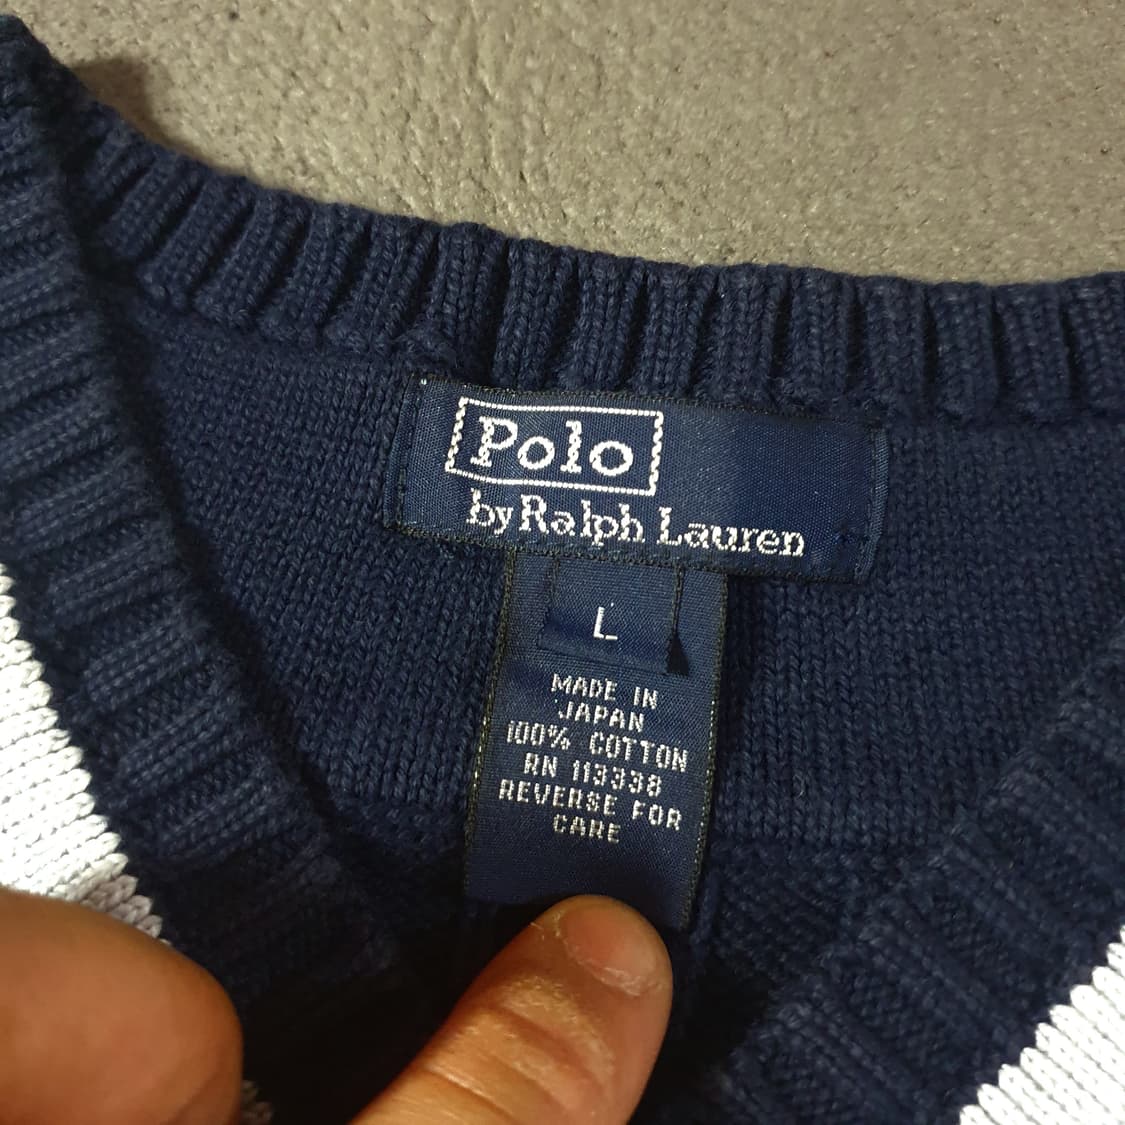 Polo
by Ralph Lauren
L
MADE IN
JAPAN
100% COTTON
RN 113338
REVERSE FOR
CARE